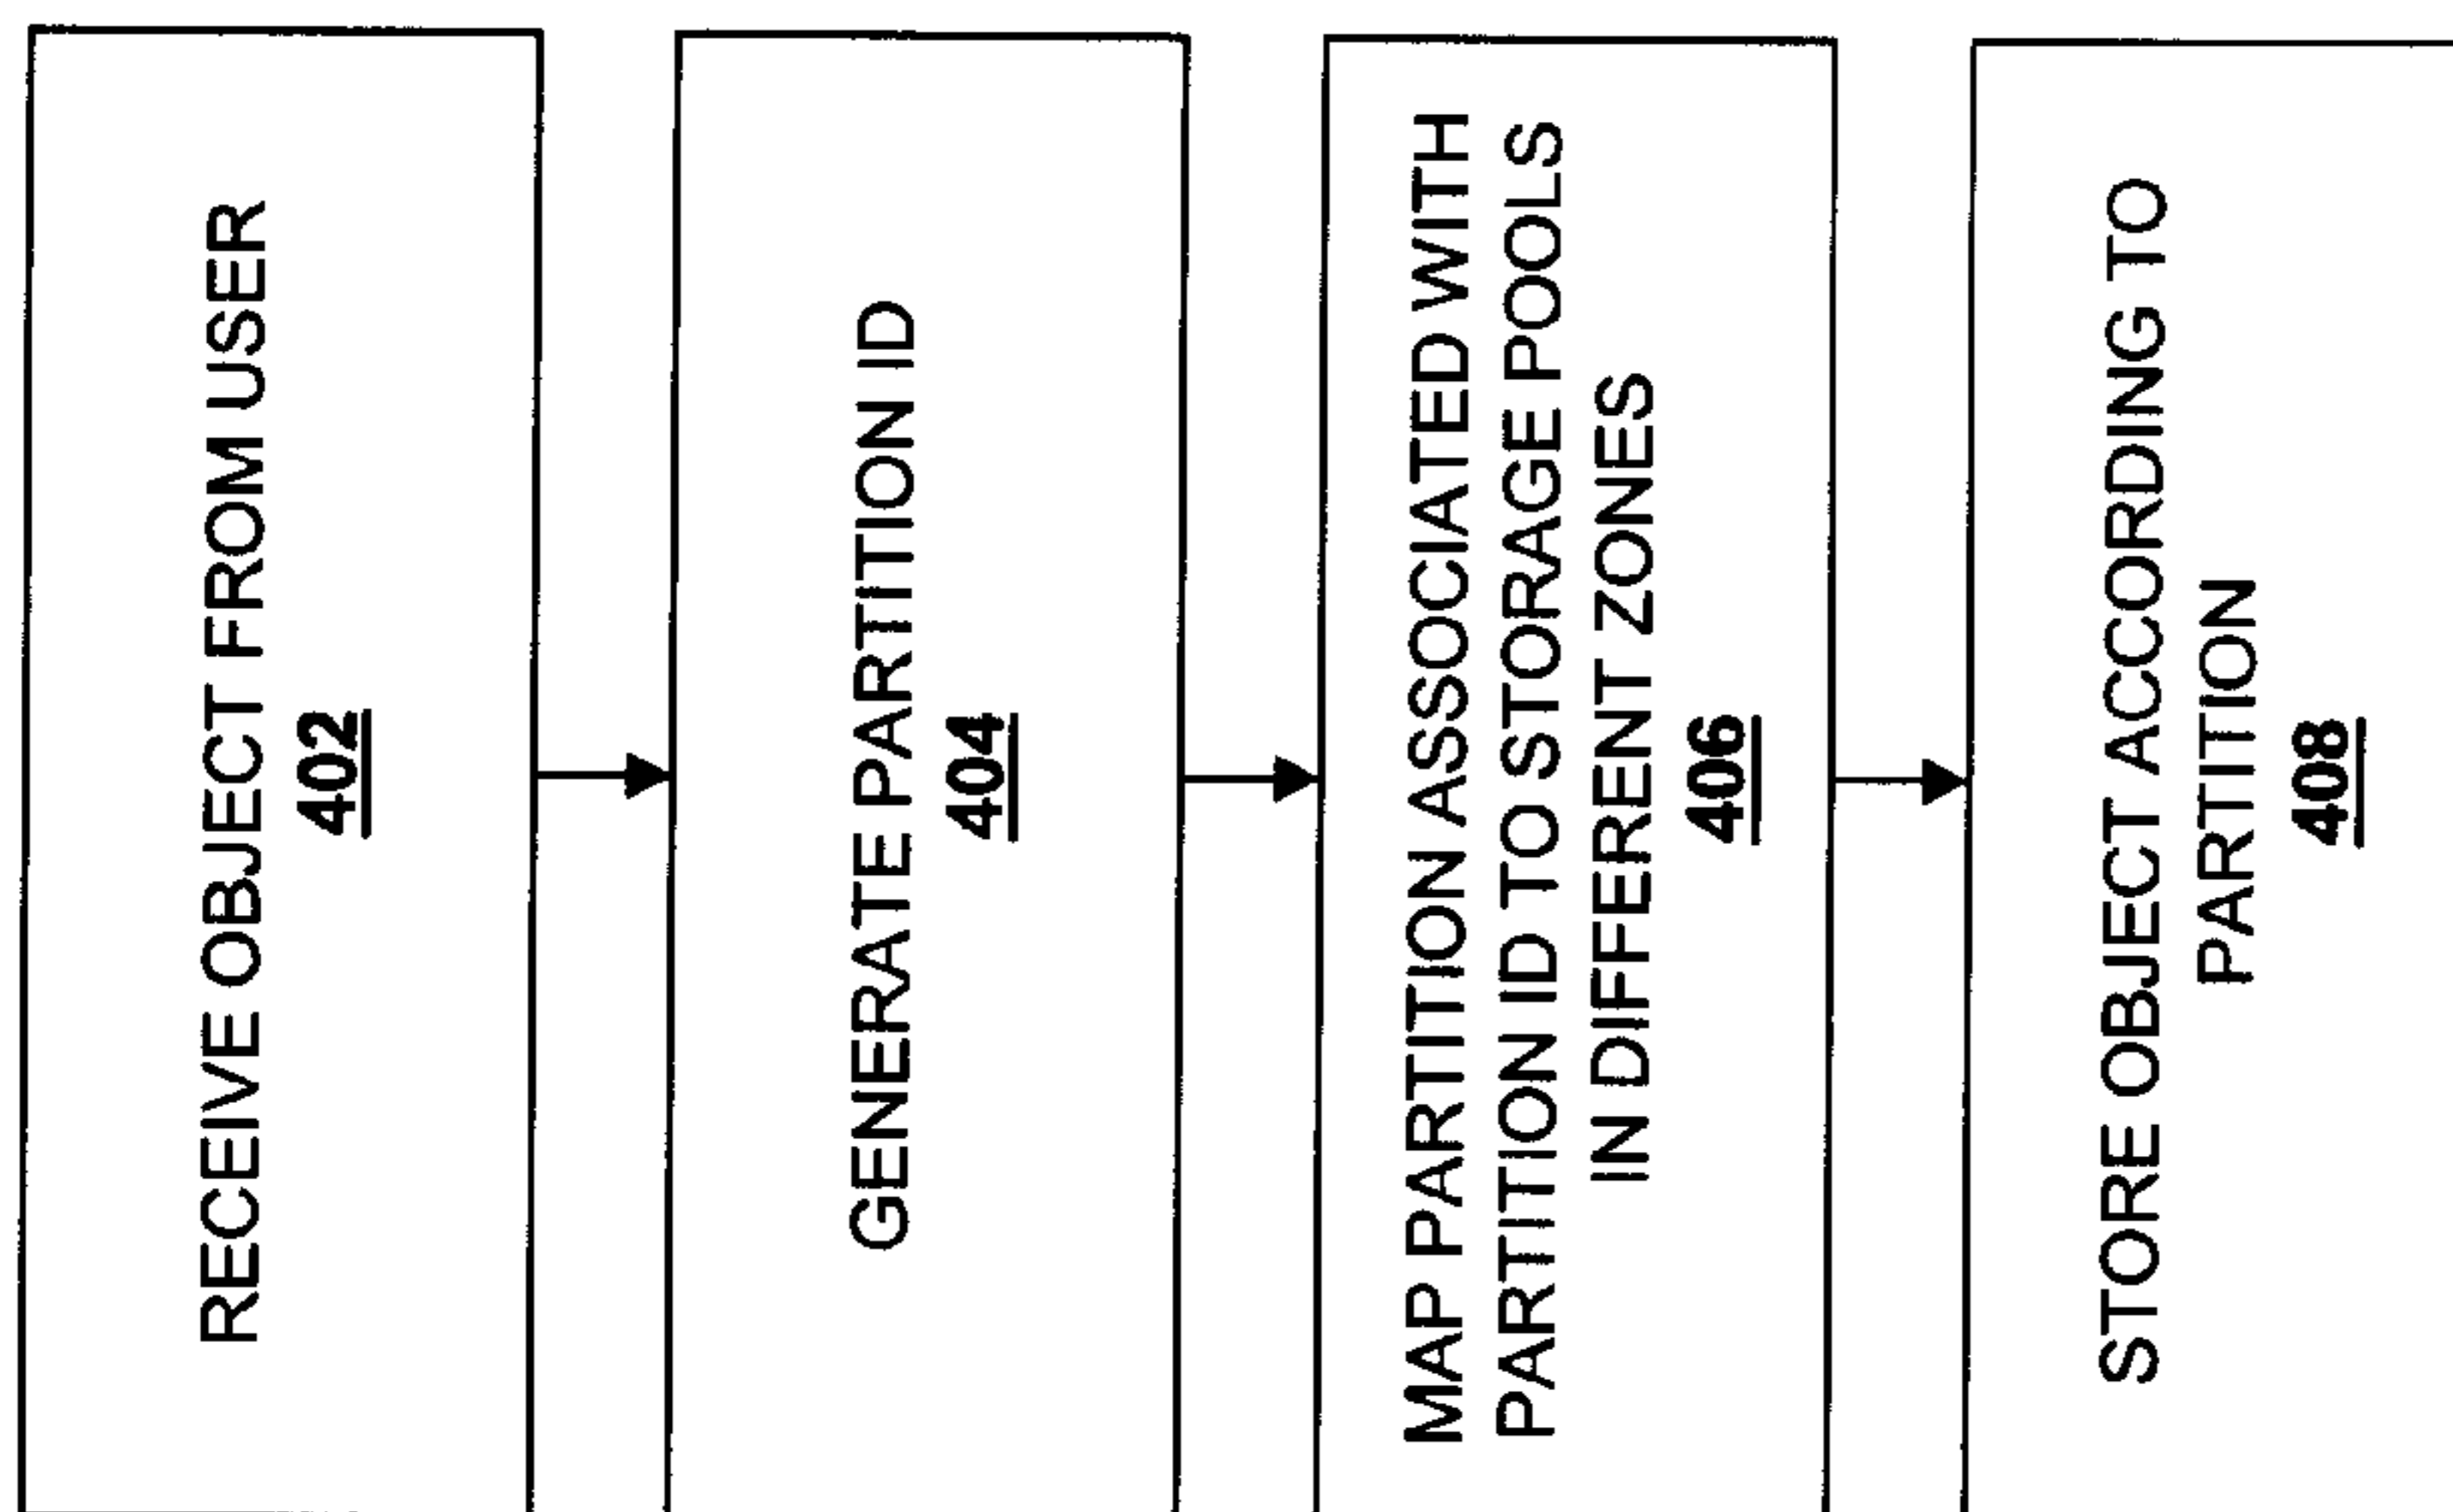 RECEIVE OBJECT FROM USER
402
GENERATE PARTITION ID
404
MAP PARTITION ASSOCIATED WITH
PARTITION ID TO STORAGE POOLS
IN DIFFERENT ZONES
406
STORE OBJECT ACCORDING TO
PARTITION
408